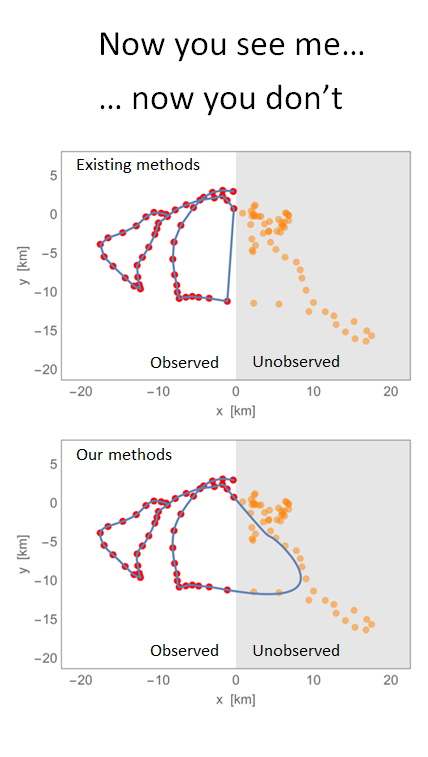 Now you see me…
… now you don’t
Existing methods
5
0
−5
−10
−15
−20
y [km]
Observed
Unobserved
−20
−10
0
10
20
x [km]
Our methods
5
0
−5
−10
−15
−20
y [km]
Observed
Unobserved
−20
−10
0
10
20
x [km]